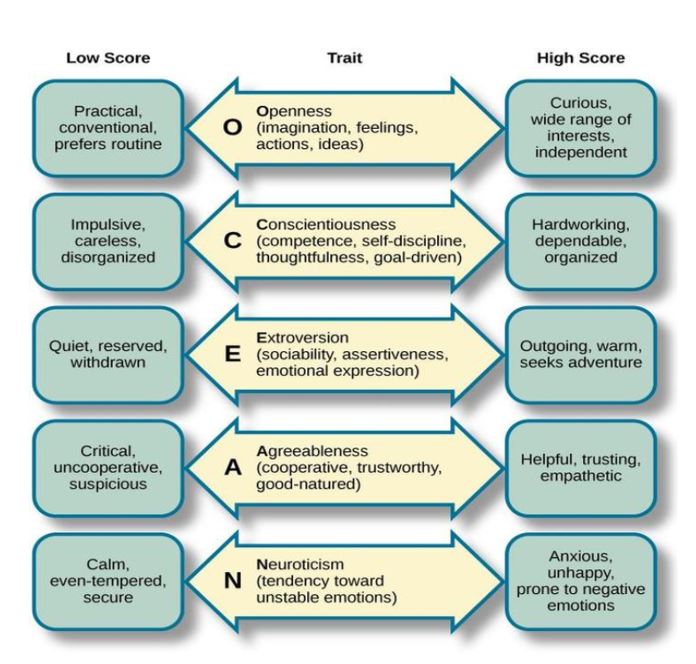 Low Score
Trait
High Score
Practical,
conventional,
prefers routine
O
Openness
(imagination, feelings,
actions, ideas)
Curious,
wide range of
interests,
independent
Impulsive,
careless,
disorganized
C
Conscientiousness
(competence, self-discipline,
thoughtfulness, goal-driven)
Hardworking,
dependable,
organized
Quiet, reserved,
withdrawn
E
Extroversion
(sociability, assertiveness,
emotional expression)
Outgoing, warm,
seeks adventure
Critical,
uncooperative,
suspicious
A
Agreeableness
(cooperative, trustworthy,
good-natured)
Helpful, trusting,
empathetic
Calm,
even-tempered,
secure
N
Neuroticism
(tendency toward
unstable emotions)
Anxious,
unhappy,
prone to negative
emotions